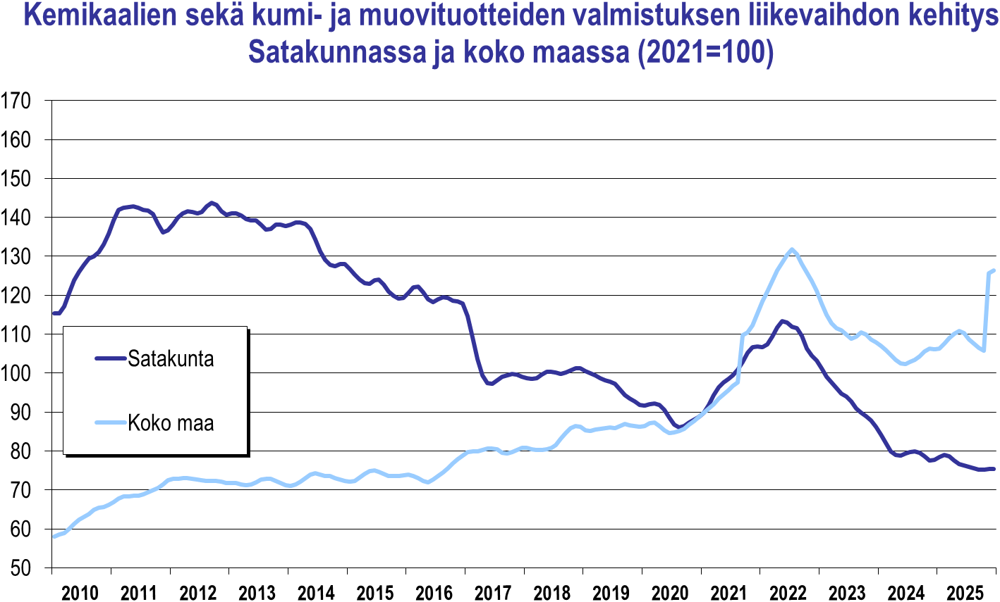 Kemikaalien sekä kumi- ja muovituotteiden valmistuksen liikevaihdon kehitys
Satakunnassa ja koko maassa (2021=100)
170
160
150
140
130
120
110
100
90
80
70
60
50
Satakunta
Koko maa
2010 2011 2012 2013 2014 2015 2016 2017 2018 2019 2020 2021 2022 2023 2024 2025